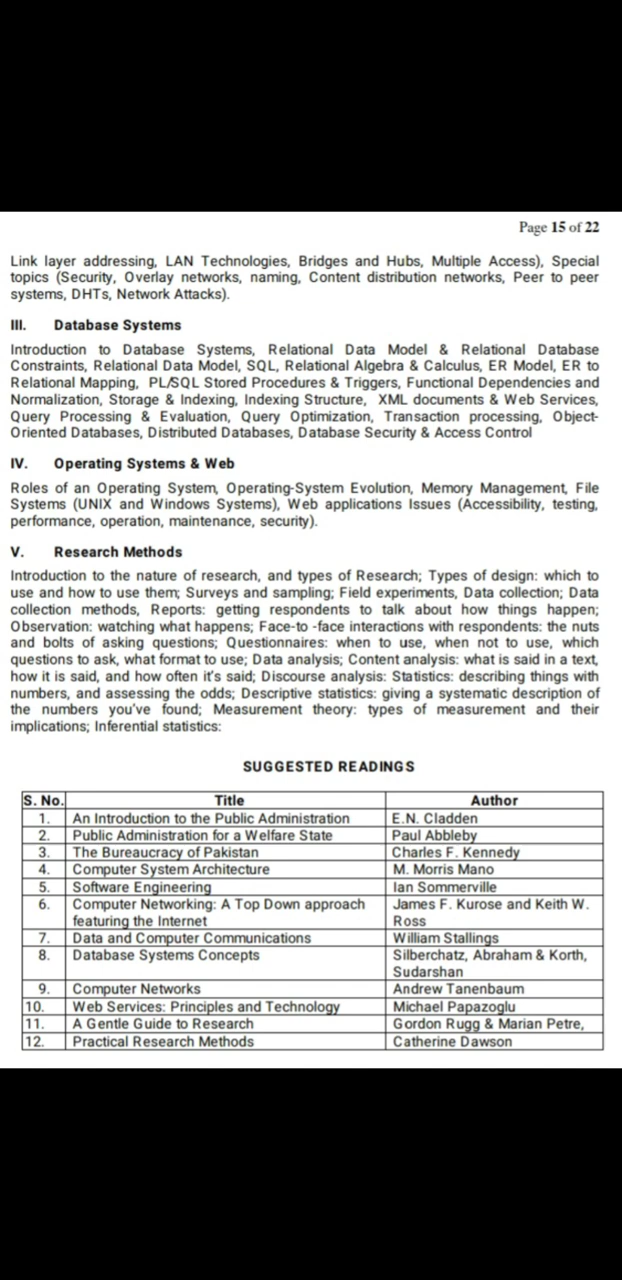 Page 15 of 22
Link layer addressing, LAN Technologies, Bridges and Hubs, Multiple Access), Special
topics (Security, Overlay networks, naming, Content distribution networks, Peer to peer
systems, DHTs, Network Attacks).
III. Database Systems
Introduction to Database Systems, Relational Data Model & Relational Database
Constraints, Relational Data Model, SQL, Relational Algebra & Calculus, ER Model, ER to
Relational Mapping, PL/SQL Stored Procedures & Triggers, Functional Dependencies and
Normalization, Storage & Indexing, Indexing Structure, XML documents & Web Services,
Query Processing & Evaluation, Query Optimization, Transaction processing, Object-
Oriented Databases, Distributed Databases, Database Security & Access Control
IV. Operating Systems & Web
Roles of an Operating System, Operating-System Evolution, Memory Management, File
Systems (UNIX and Windows Systems), Web applications Issues (Accessibility, testing,
performance, operation, maintenance, security).
V. Research Methods
Introduction to the nature of research, and types of Research; Types of design: which to
use and how to use them; Surveys and sampling; Field experiments, Data collection; Data
collection methods, Reports: getting respondents to talk about how things happen;
Observation: watching what happens; Face-to -face interactions with respondents: the nuts
and bolts of asking questions; Questionnaires: when to use, when not to use, which
questions to ask, what format to use; Data analysis; Content analysis: what is said in a text,
how it is said, and how often it's said; Discourse analysis: Statistics: describing things with
numbers, and assessing the odds; Descriptive statistics: giving a systematic description of
the numbers you've found; Measurement theory: types of measurement and their
implications; Inferential statistics:
SUGGESTED READINGS
S. No. Title Author
1. An Introduction to the Public Administration E.N. Cladden
2. Public Administration for a Welfare State Paul Abbleby
3. The Bureaucracy of Pakistan Charles F. Kennedy
4. Computer System Architecture M. Morris Mano
5. Software Engineering Ian Sommerville
6. Computer Networking: A Top Down approach James F. Kurose and Keith W.
featuring the Internet Ross
7. Data and Computer Communications William Stallings
8. Database Systems Concepts Silberchatz, Abraham & Korth,
Sudarshan
9. Computer Networks Andrew Tanenbaum
10. Web Services: Principles and Technology Michael Papazoglu
11. A Gentle Guide to Research Gordon Rugg & Marian Petre,
12. Practical Research Methods Catherine Dawson